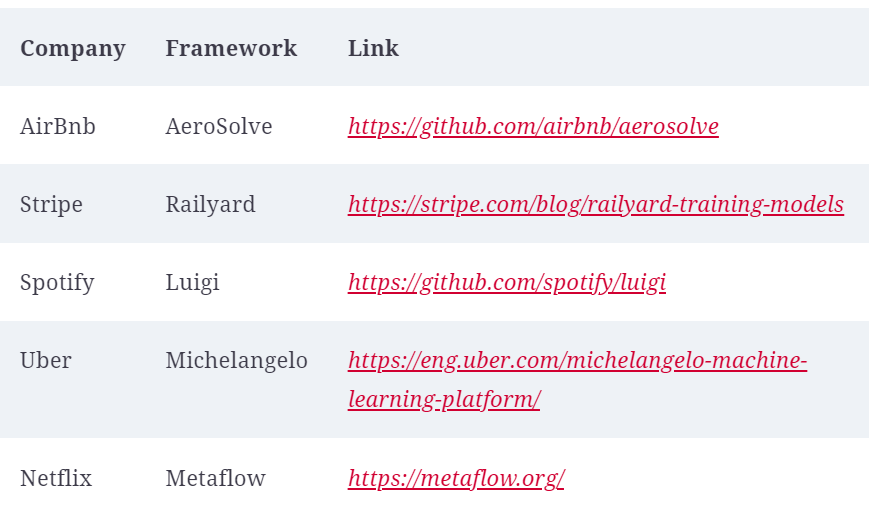 Company Framework Link
AirBnb AeroSolve https://github.com/airbnb/aerosolve
Stripe Railyard https://stripe.com/blog/railyard-training-models
Spotify Luigi https://github.com/spotify/luigi
Uber Michelangelo https://eng.uber.com/michelangelo-machine-
learning-platform/
Netflix Metaflow https://metaflow.org/